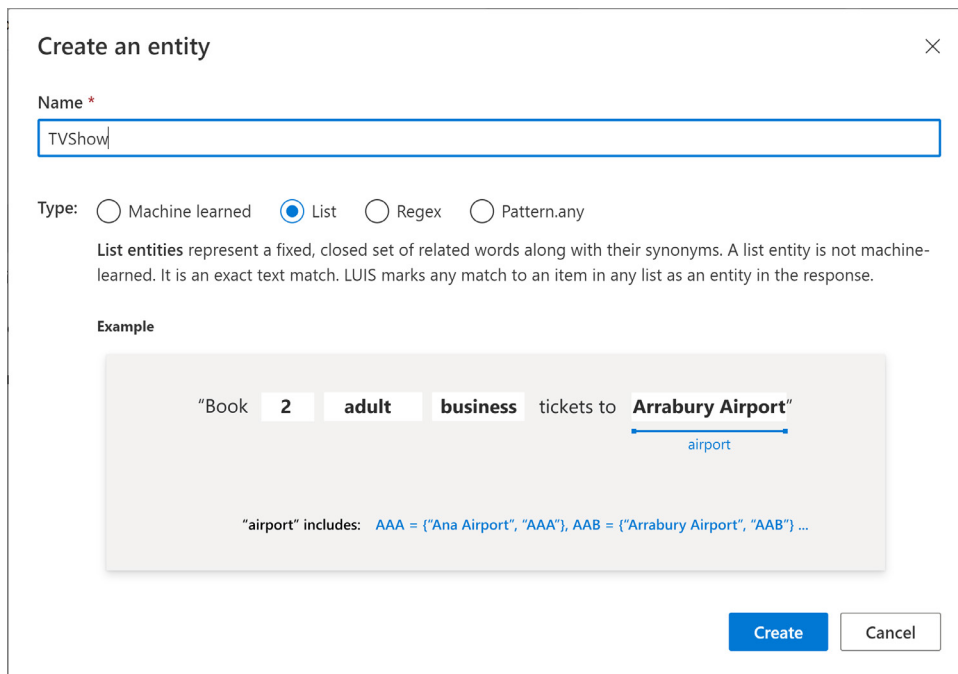 Create an entity
Name *
TVShow
Type: Machine learned List Regex Pattern.any
List entities represent a fixed, closed set of related words along with their synonyms. A list entity is not machine-
learned. It is an exact text match. LUIS marks any match to an item in any list as an entity in the response.
Example
“Book 2 adult business tickets to Arrabury Airport”
airport
“airport” includes: AAA = {“Ana Airport”, “AAA”}, AAB = {“Arrabury Airport”, “AAB”} ...
Create Cancel